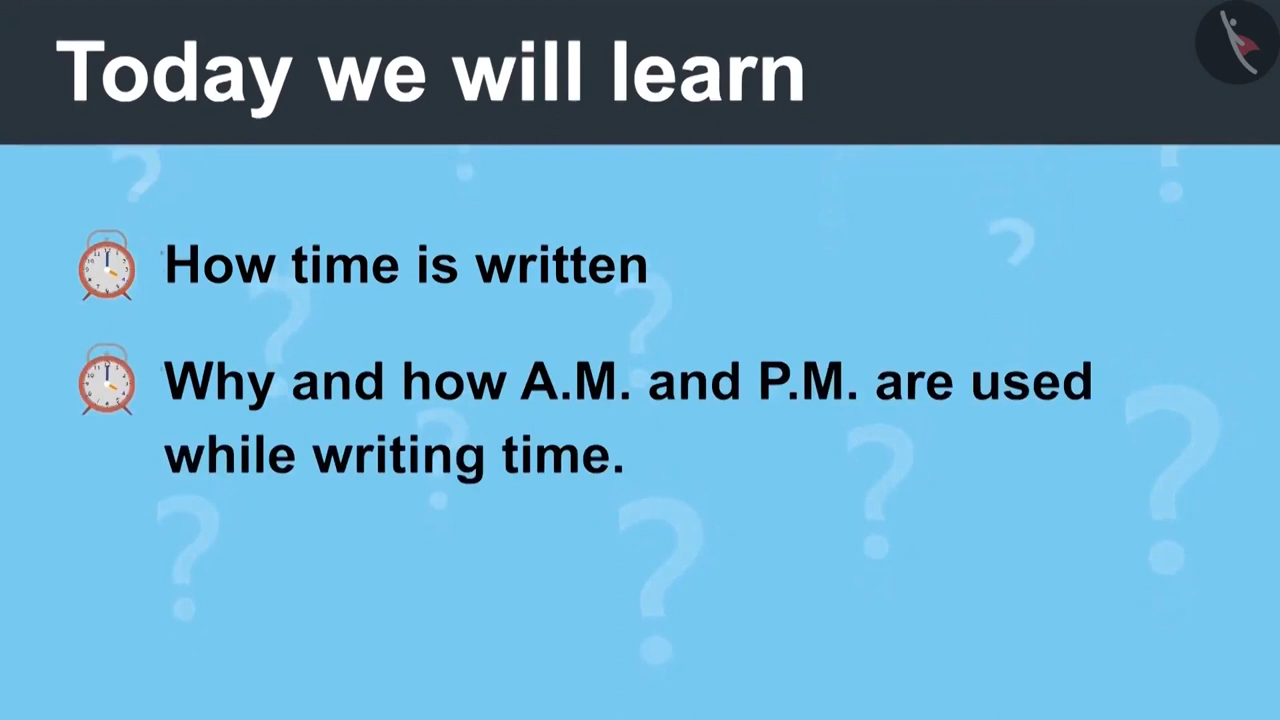 Today we will learn
How time is written
Why and how A.M. and P.M. are used
while writing time.